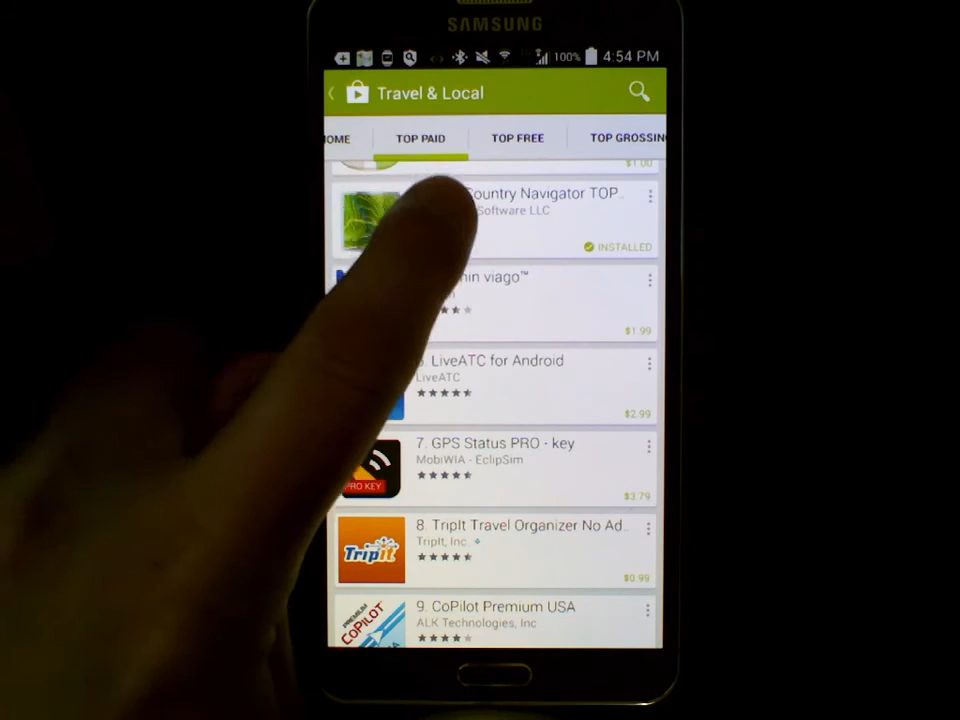 SAMSUNG
100% 4:54 PM
Travel & Local
HOME TOP PAID TOP FREE TOP GROSSIN
$1.00
Country Navigator TOP..
Software LLC
INSTALLED
min viago™
$1.99
6. LiveATC for Android
LiveATC
$2.99
7. GPS Status PRO - key
MobiWIA - EclipSim
PRO KEY
$3.79
8. TripIt Travel Organizer No Ad..
TripIt, Inc.
TripIt
$0.99
9. CoPilot Premium USA
ALK Technologies, Inc
PREMIUM
COPILOT